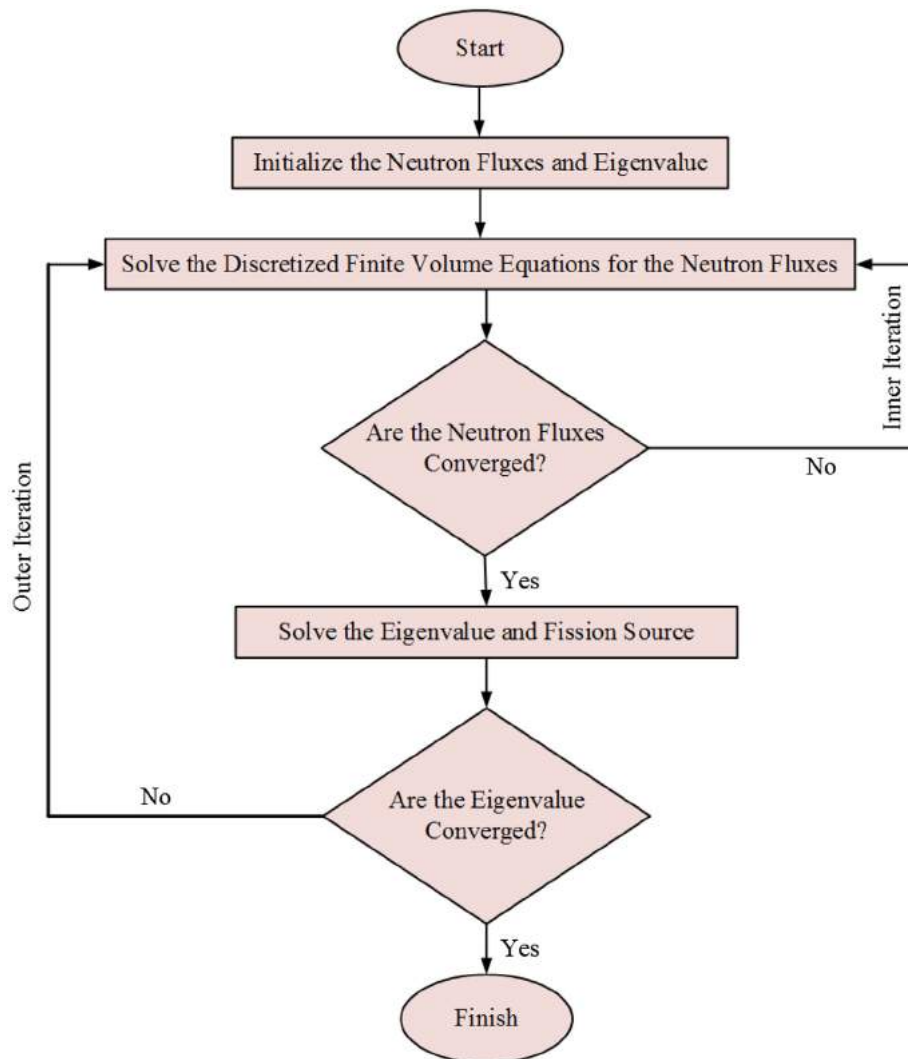 Start
Initialize the Neutron Fluxes and Eigenvalue
Solve the Discretized Finite Volume Equations for the Neutron Fluxes
Inner Iteration
Are the Neutron Fluxes
Converged?
No
Outer Iteration
Yes
Solve the Eigenvalue and Fission Source
Are the Eigenvalue
Converged?
No
Yes
Finish